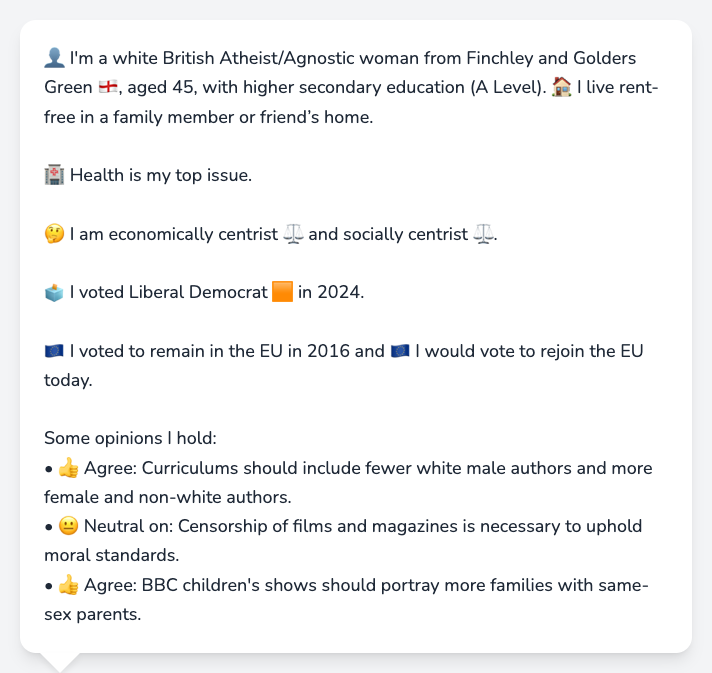 👤 I'm a white British Atheist/Agnostic woman from Finchley and Golders
Green 🏴󠁧󠁢󠁥󠁮󠁧󠁿, aged 45, with higher secondary education (A Level). 🏠 I live rent-
free in a family member or friend’s home.
🏥 Health is my top issue.
🤔 I am economically centrist ⚖️ and socially centrist ⚖️.
🗳️ I voted Liberal Democrat 🟧 in 2024.
🇪🇺 I voted to remain in the EU in 2016 and 🇪🇺 I would vote to rejoin the EU
today.
Some opinions I hold:
• 👍 Agree: Curriculums should include fewer white male authors and more
female and non-white authors.
• 😐 Neutral on: Censorship of films and magazines is necessary to uphold
moral standards.
• 👍 Agree: BBC children's shows should portray more families with same-
sex parents.